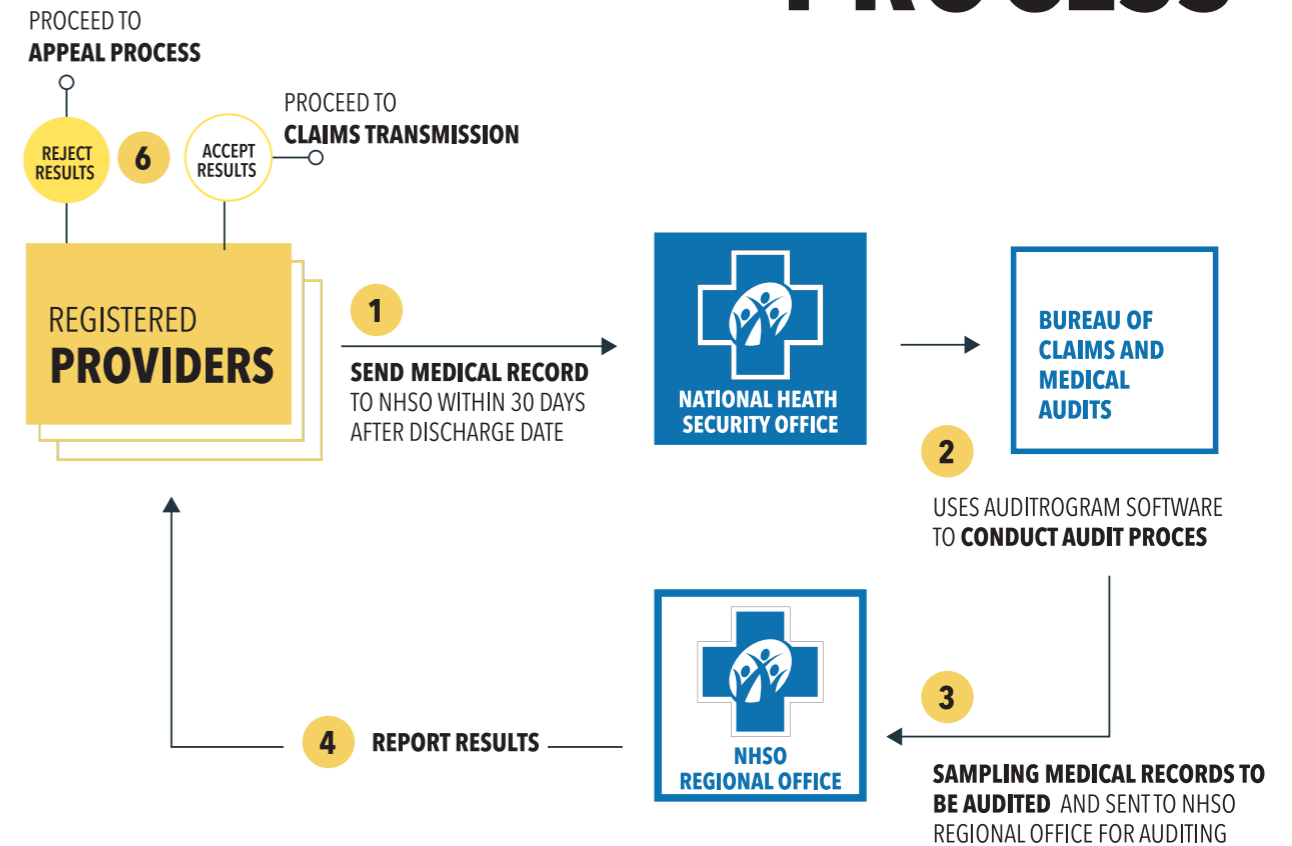 PROCESS
PROCEED TO
APPEAL PROCESS
PROCEED TO
CLAIMS TRANSMISSION
REJECT
RESULTS
6
ACCEPT
RESULTS
REGISTERED
PROVIDERS
1
SEND MEDICAL RECORD
TO NHSO WITHIN 30 DAYS
AFTER DISCHARGE DATE
NATIONAL HEATH
SECURITY OFFICE
BUREAU OF
CLAIMS AND
MEDICAL
AUDITS
2
USES AUDITROGRAM SOFTWARE
TO CONDUCT AUDIT PROCES
3
SAMPLING MEDICAL RECORDS TO
BE AUDITED AND SENT TO NHSO
REGIONAL OFFICE FOR AUDITING
NHSO
REGIONAL OFFICE
4 REPORT RESULTS